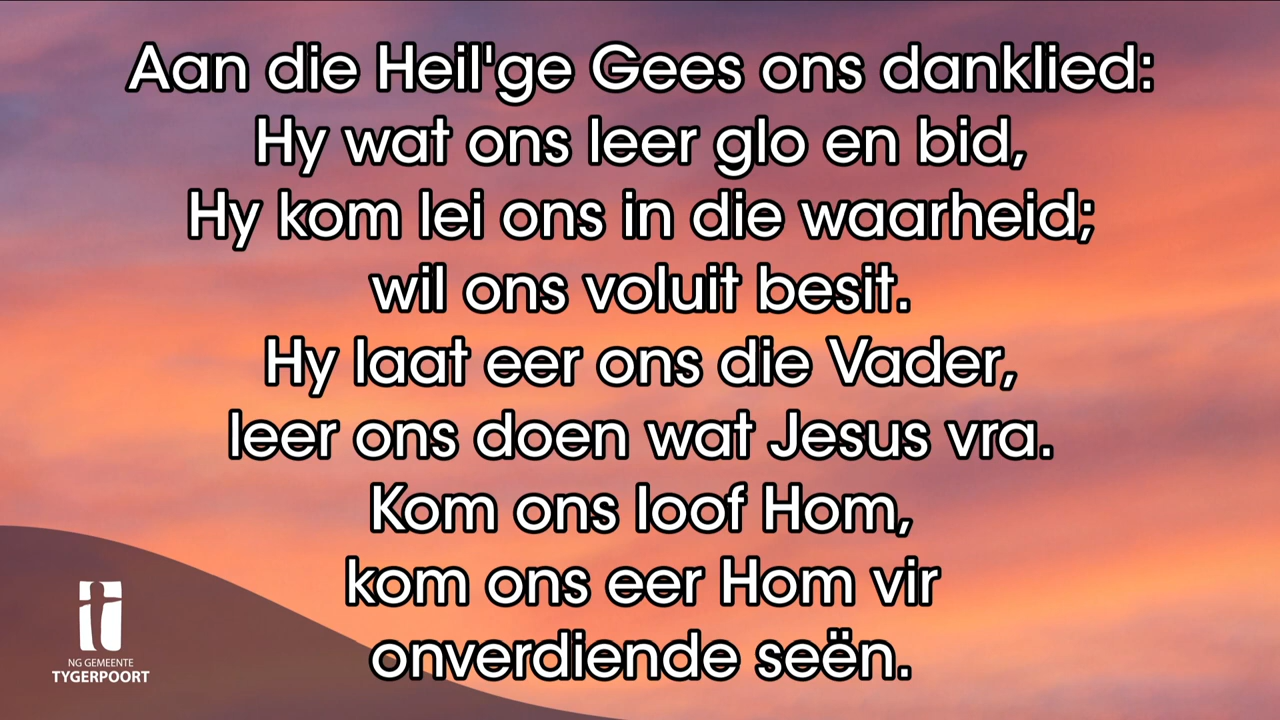 Aan die Heil'ge Gees ons danklied:
Hy wat ons leer glo en bid,
Hy kom lei ons in die waarheid;
wil ons voluit besit.
Hy laat eer ons die Vader,
leer ons doen wat Jesus vra.
Kom ons loof Hom,
kom ons eer Hom vir
onverdiende seën.
NG GEMEENTE
TYGERPOORT